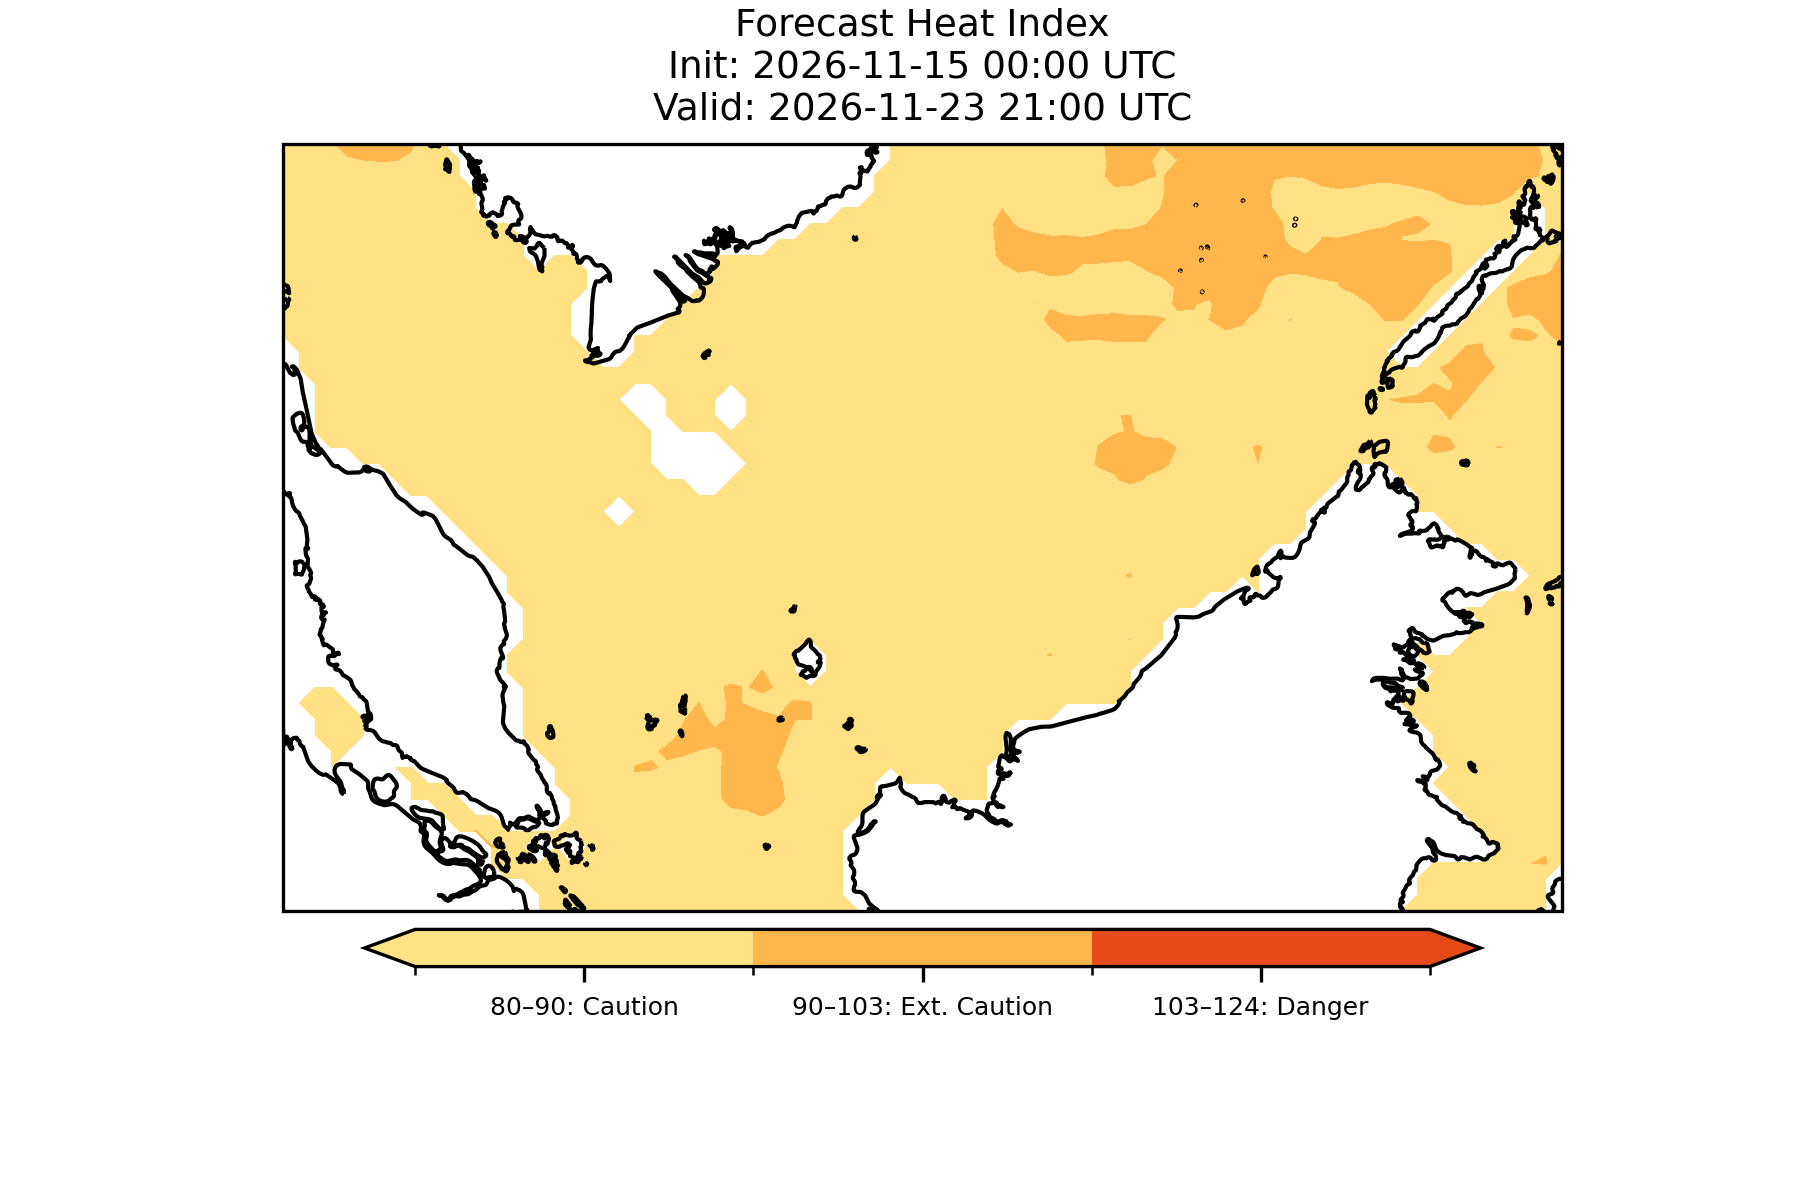 Forecast Heat Index
Init: 2026-11-15 00:00 UTC
Valid: 2026-11-23 21:00 UTC
80–90: Caution
90–103: Ext. Caution
103–124: Danger